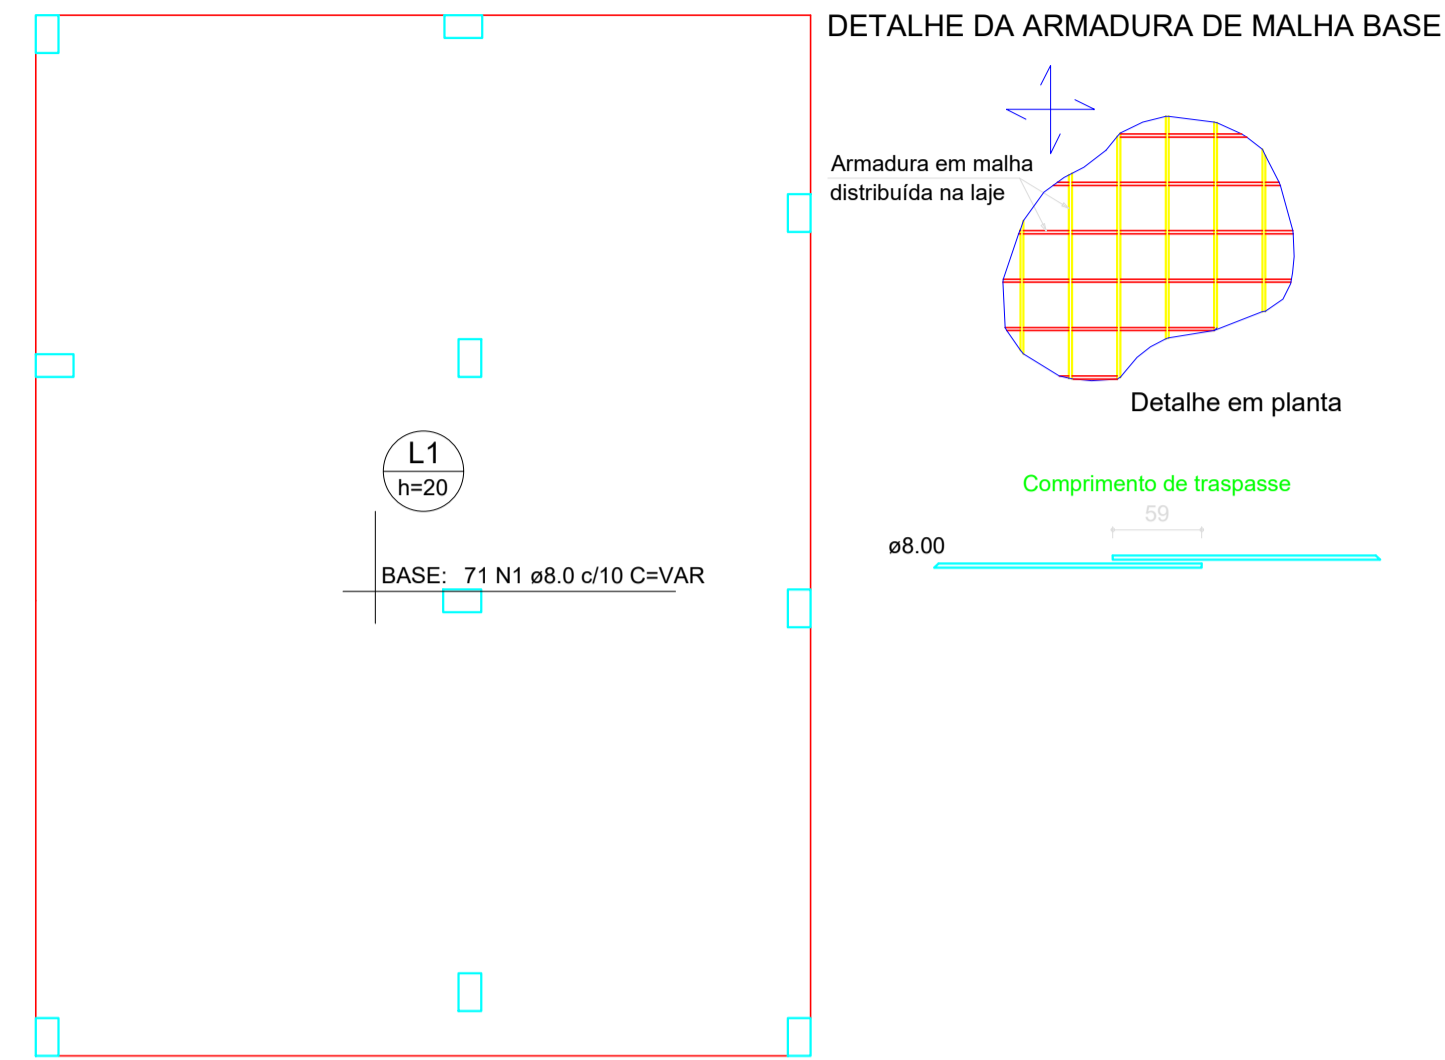 DETALHE DA ARMADURA DE MALHA BASE
Armadura em malha
distribuída na laje
Detalhe em planta
L1
h=20
Comprimento de traspasse
59
ø8.00
BASE: 71 N1 ø8.0 c/10 C=VAR